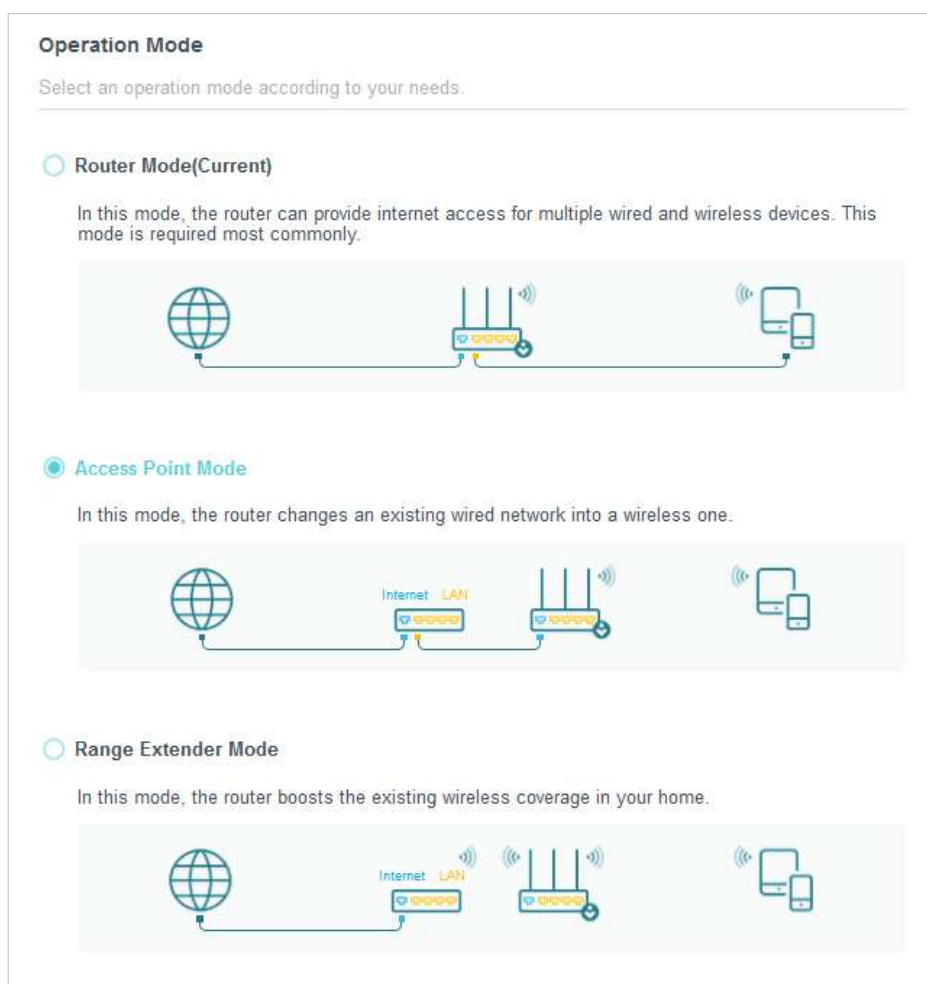 Operation Mode
Select an operation mode according to your needs.
Router Mode(Current)
In this mode, the router can provide internet access for multiple wired and wireless devices. This
mode is required most commonly.
Access Point Mode
In this mode, the router changes an existing wired network into a wireless one.
Internet LAN
Range Extender Mode
In this mode, the router boosts the existing wireless coverage in your home.
Internet LAN